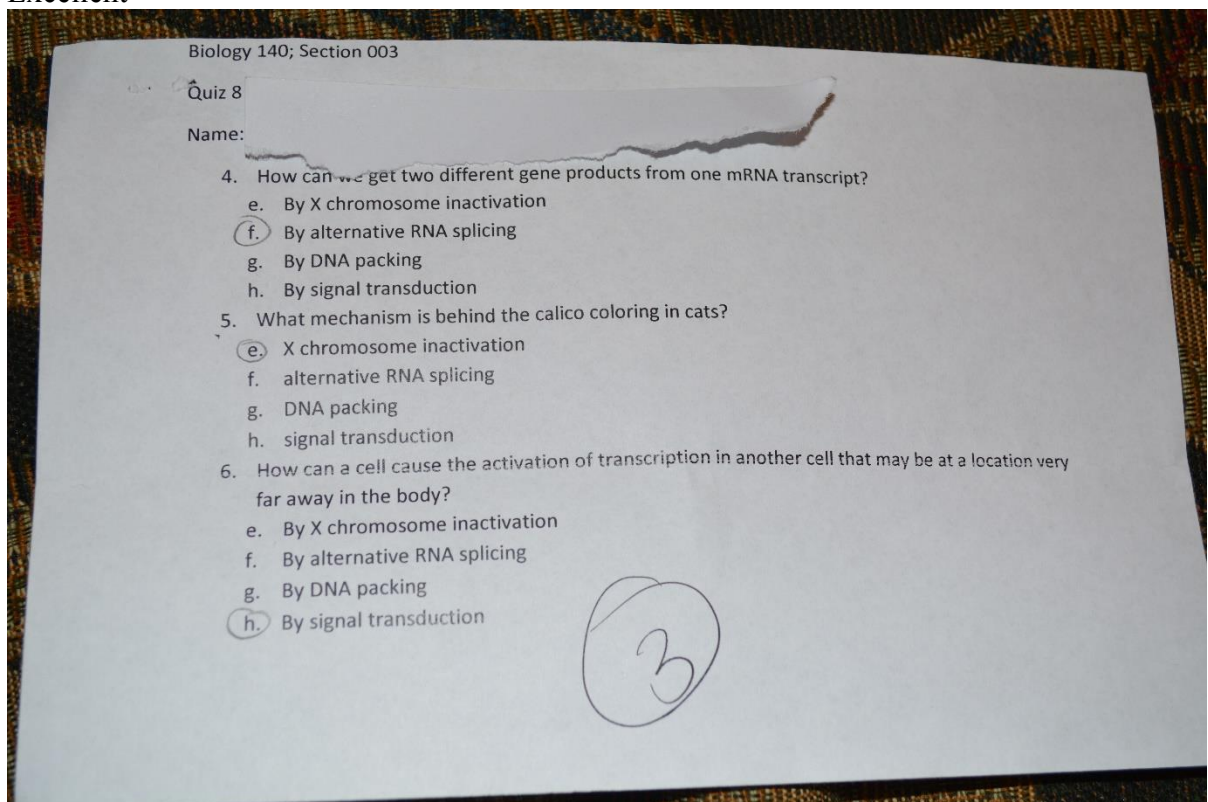 Biology 140; Section 003
Quiz 8
Name:
4. How can we get two different gene products from one mRNA transcript?
e. By X chromosome inactivation
f. By alternative RNA splicing
g. By DNA packing
h. By signal transduction
5. What mechanism is behind the calico coloring in cats?
e. X chromosome inactivation
f. alternative RNA splicing
g. DNA packing
h. signal transduction
6. How can a cell cause the activation of transcription in another cell that may be at a location very
far away in the body?
e. By X chromosome inactivation
f. By alternative RNA splicing
g. By DNA packing
h. By signal transduction
3